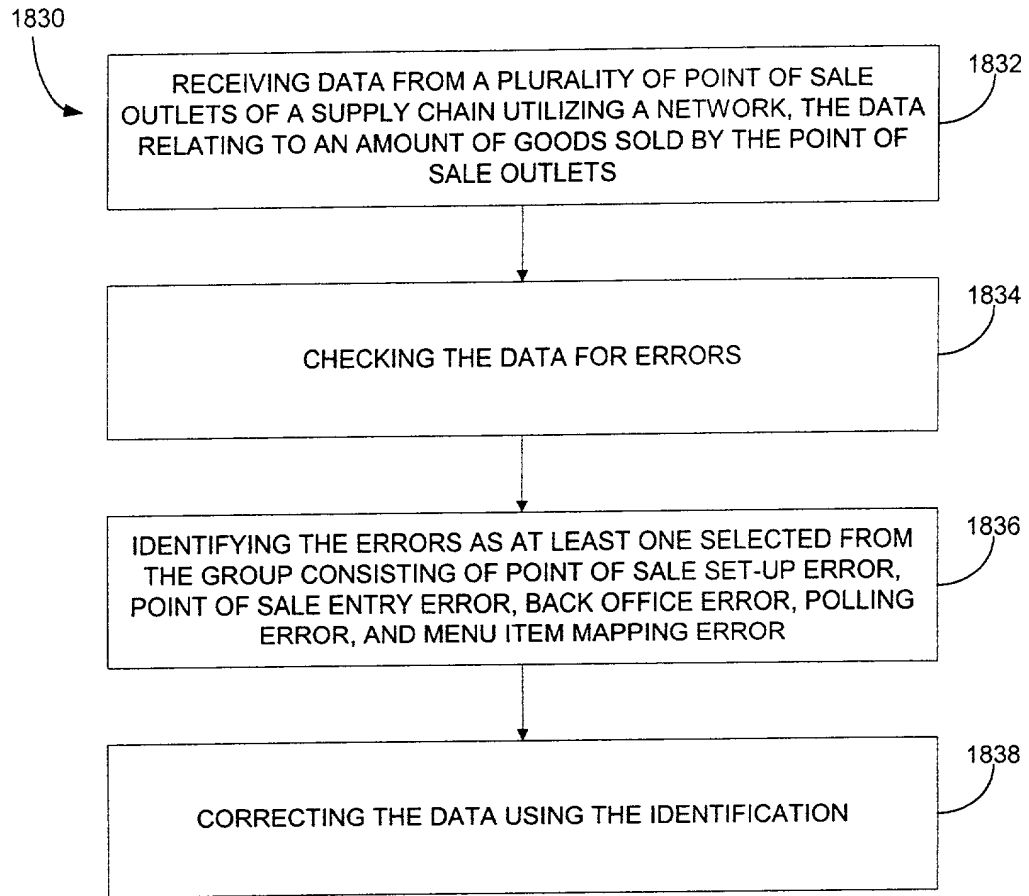 1830
RECEIVING DATA FROM A PLURALITY OF POINT OF SALE
OUTLETS OF A SUPPLY CHAIN UTILIZING A NETWORK, THE DATA
RELATING TO AN AMOUNT OF GOODS SOLD BY THE POINT OF
SALE OUTLETS
1832
CHECKING THE DATA FOR ERRORS
1834
IDENTIFYING THE ERRORS AS AT LEAST ONE SELECTED FROM
THE GROUP CONSISTING OF POINT OF SALE SET-UP ERROR,
POINT OF SALE ENTRY ERROR, BACK OFFICE ERROR, POLLING
ERROR, AND MENU ITEM MAPPING ERROR
1836
CORRECTING THE DATA USING THE IDENTIFICATION
1838